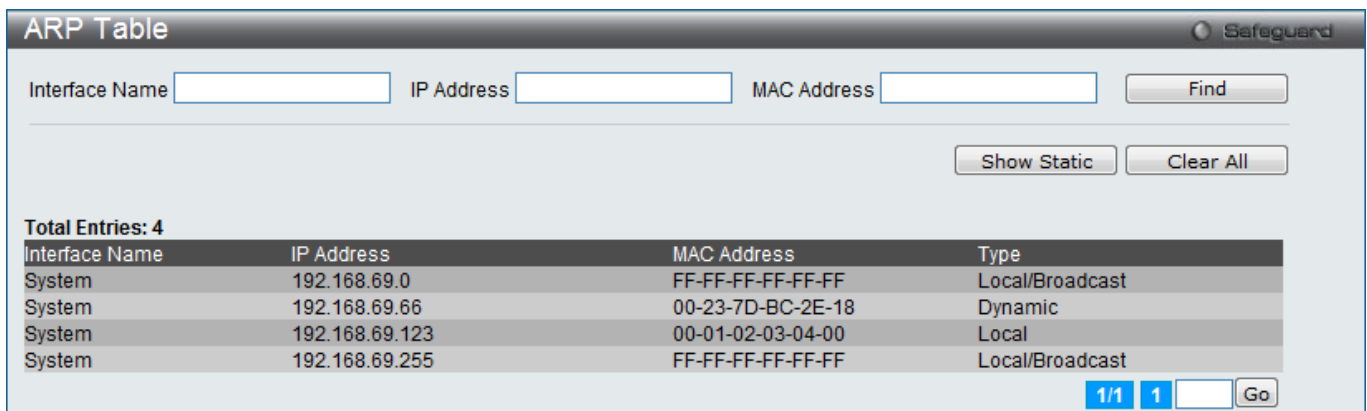 ARP Table
Safeguard
Interface Name IP Address MAC Address Find
Show Static Clear All
Total Entries: 4
Interface Name IP Address MAC Address Type
System 192.168.69.0 FF-FF-FF-FF-FF-FF Local/Broadcast
System 192.168.69.66 00-23-7D-BC-2E-18 Dynamic
System 192.168.69.123 00-01-02-03-04-00 Local
System 192.168.69.255 FF-FF-FF-FF-FF-FF Local/Broadcast
1/1 1 Go